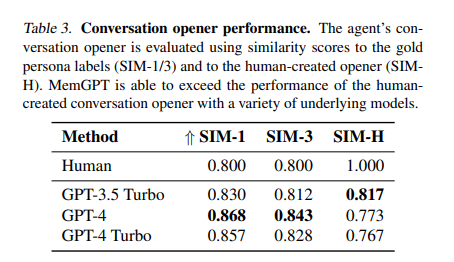 Table 3. Conversation opener performance. The agent's con-
versation opener is evaluated using similarity scores to the gold
persona labels (SIM-1/3) and to the human-created opener (SIM-
H). MemGPT is able to exceed the performance of the human-
created conversation opener with a variety of underlying models.
Method ⇑ SIM-1 SIM-3 SIM-H
Human 0.800 0.800 1.000
GPT-3.5 Turbo 0.830 0.812 0.817
GPT-4 0.868 0.843 0.773
GPT-4 Turbo 0.857 0.828 0.767